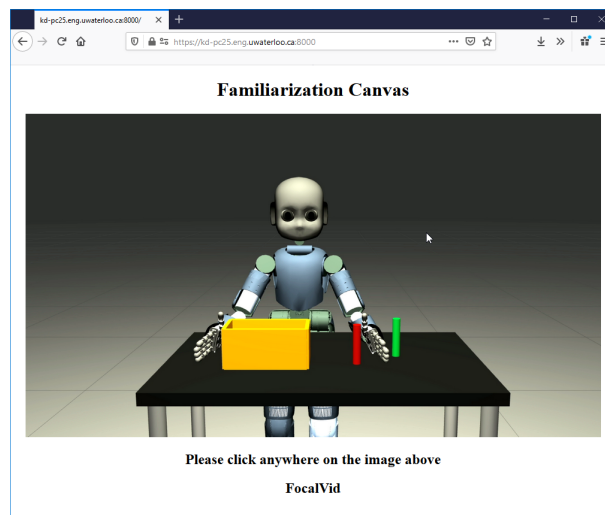 kd-pc25.eng.uwaterloo.ca:8000/
https://kd-pc25.eng.uwaterloo.ca:8000
Familiarization Canvas
Please click anywhere on the image above
FocalVid